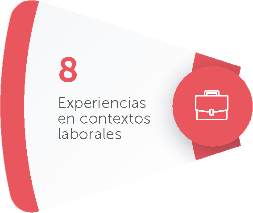 8
Experiencias
en contextos
laborales